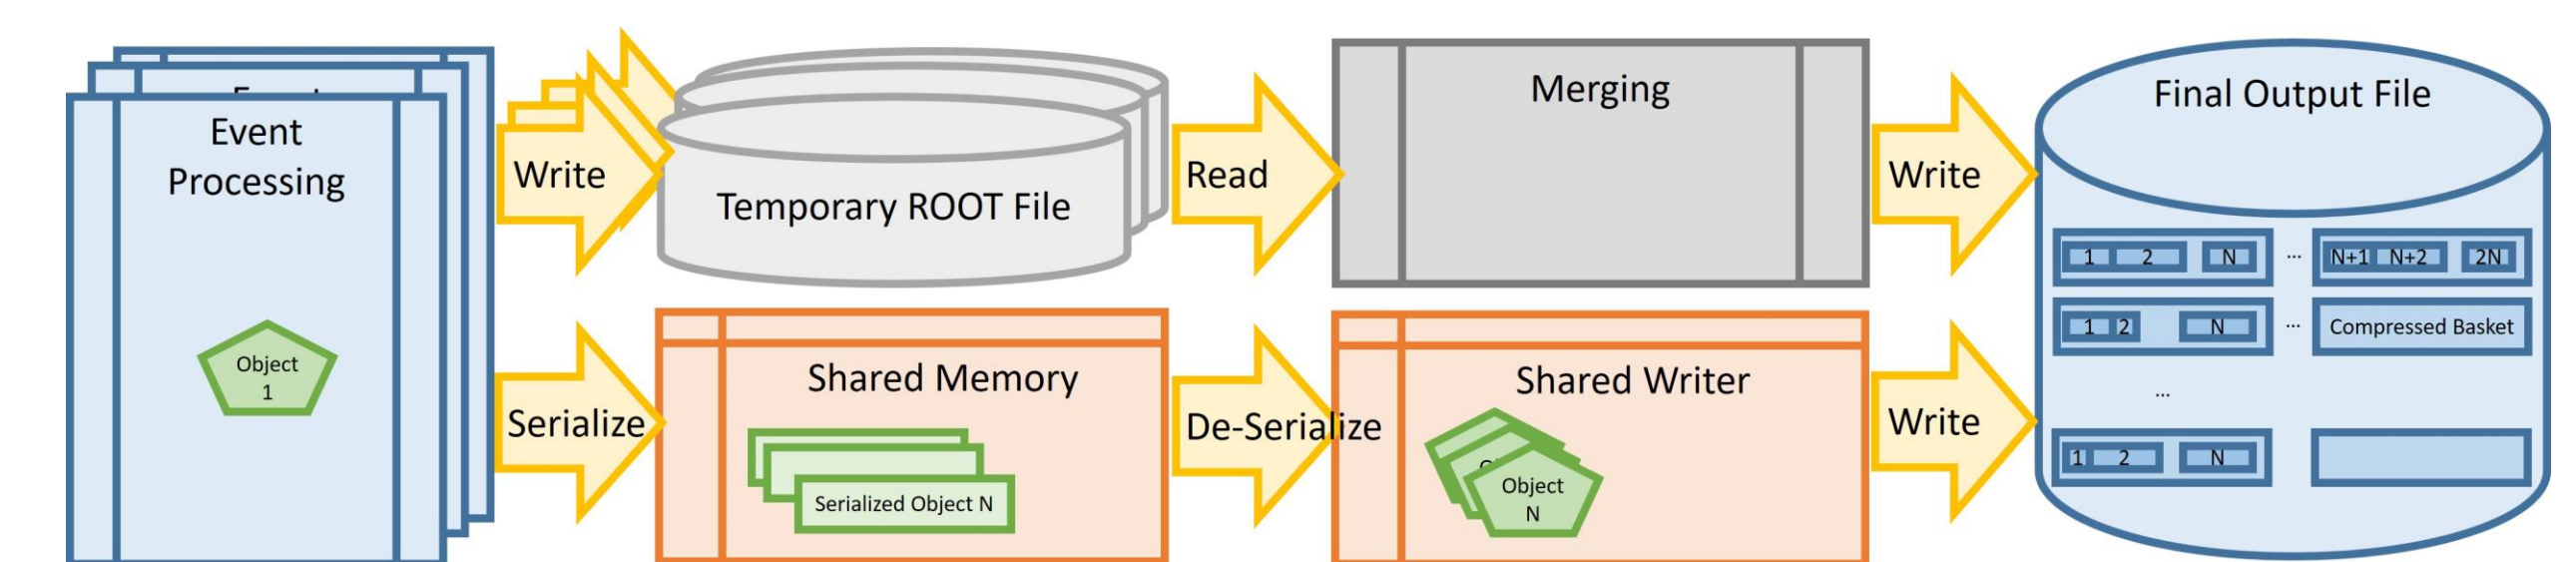 Event
Processing
Object
1
Write
Temporary ROOT File
Read
Merging
Write
Serialize
Shared Memory
Serialized Object N
De-Serialize
Shared Writer
Object
N
Write
Final Output File
1 2 N ... N+1 N+2 2N
1 2 N ... Compressed Basket
...
1 2 N